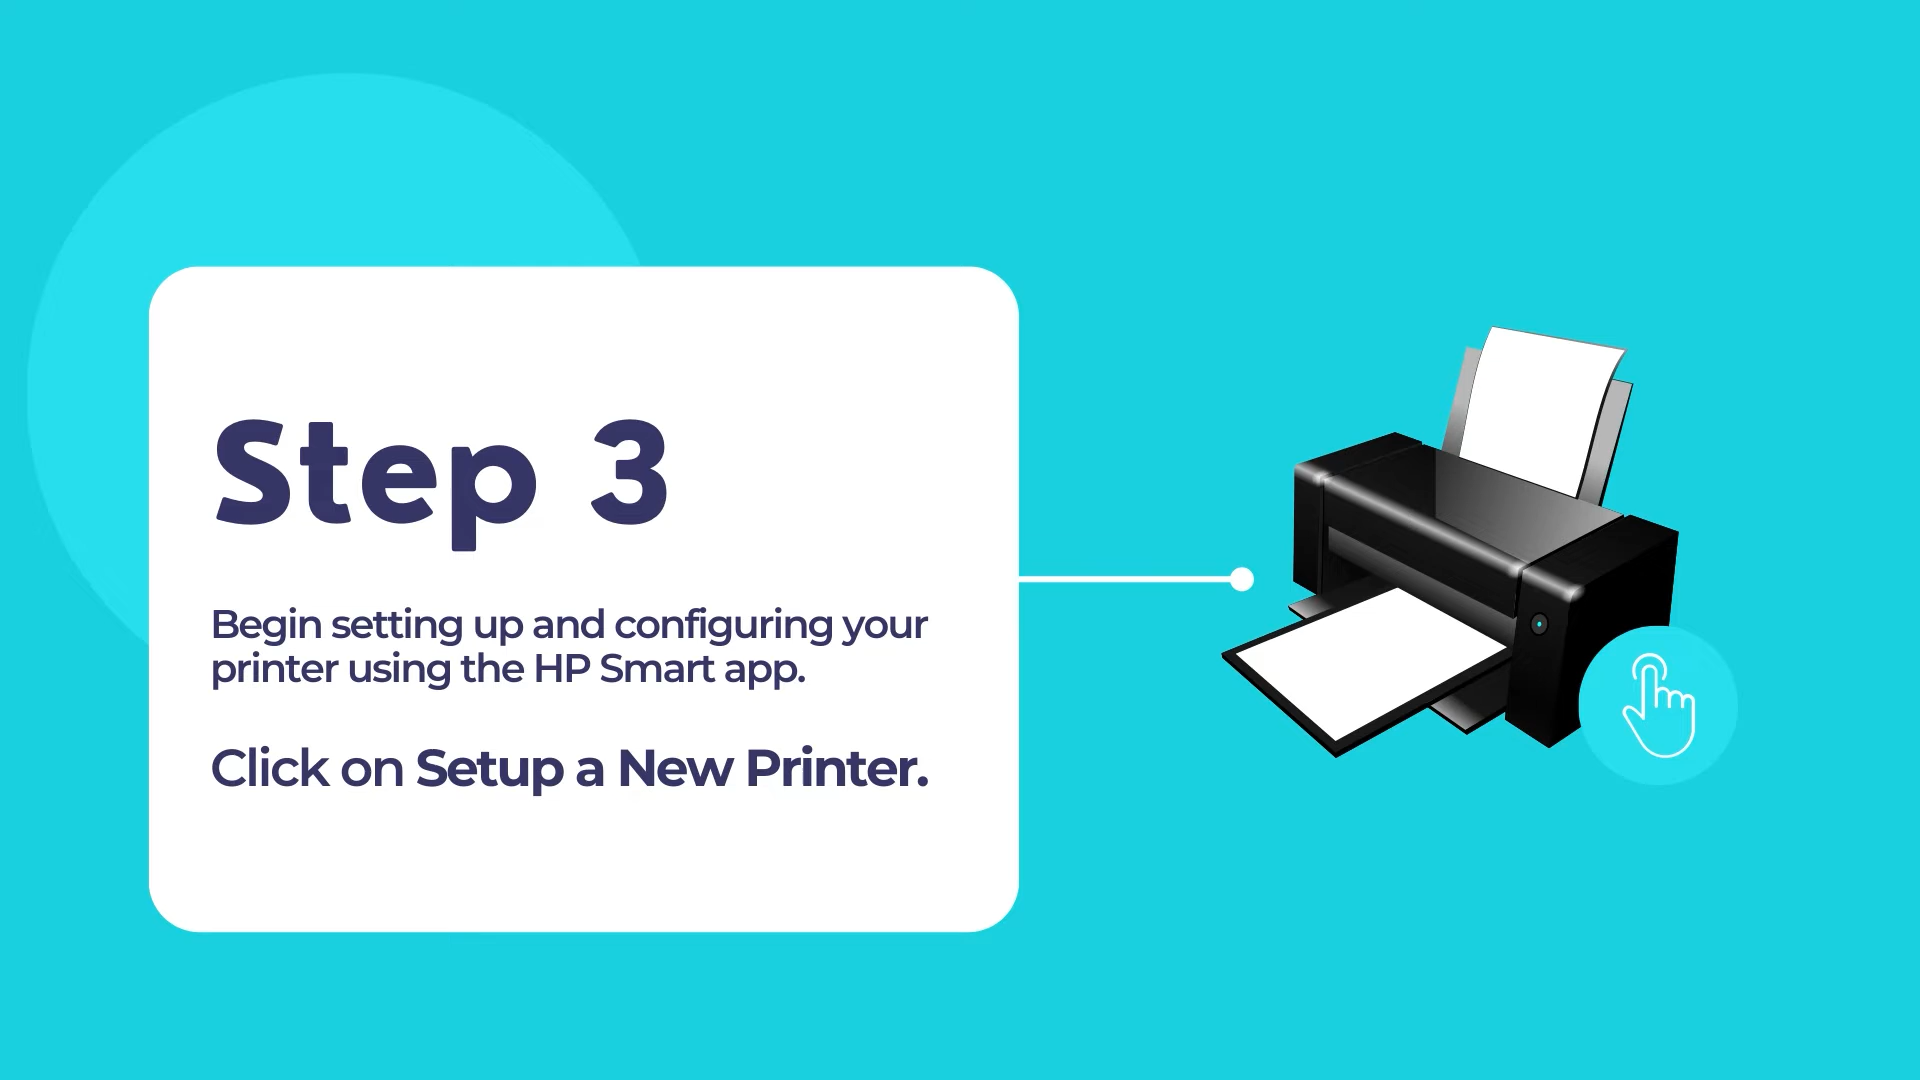 Step 3
Begin setting up and configuring your
printer using the HP Smart app.
Click on Setup a New Printer.